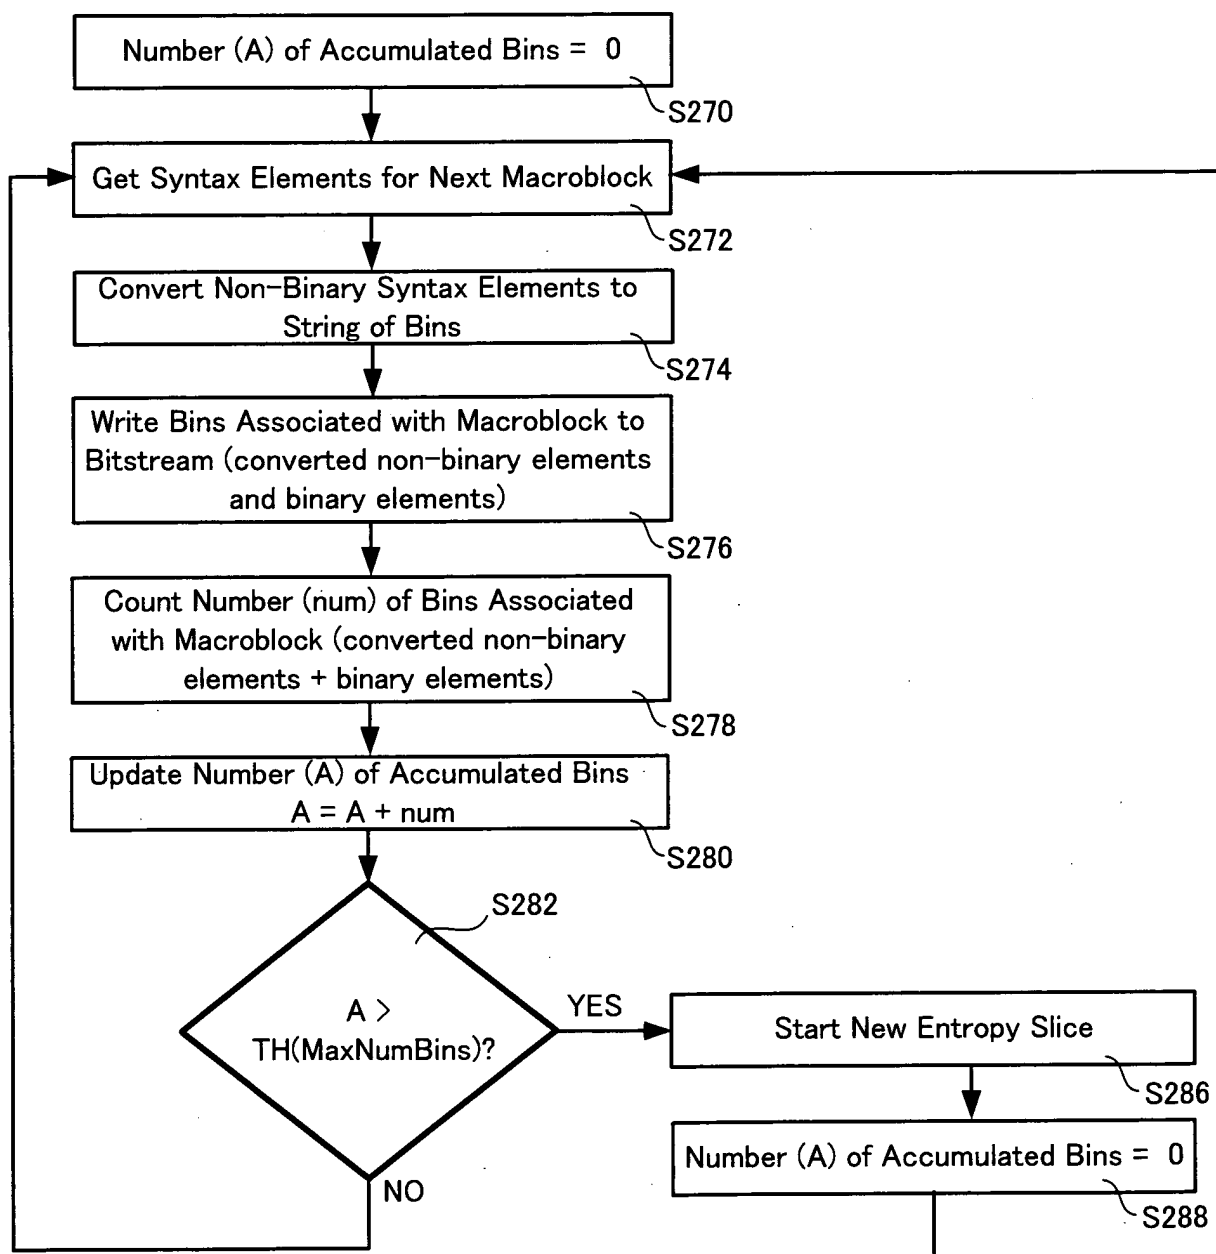 Number (A) of Accumulated Bins = 0
S270
Get Syntax Elements for Next Macroblock
S272
Convert Non-Binary Syntax Elements to
String of Bins
S274
Write Bins Associated with Macroblock to
Bitstream (converted non-binary elements
and binary elements)
S276
Count Number (num) of Bins Associated
with Macroblock (converted non-binary
elements + binary elements)
S278
Update Number (A) of Accumulated Bins
A = A + num
S280
S282
A >
TH(MaxNumBins)?
YES
NO
Start New Entropy Slice
S286
Number (A) of Accumulated Bins = 0
S288